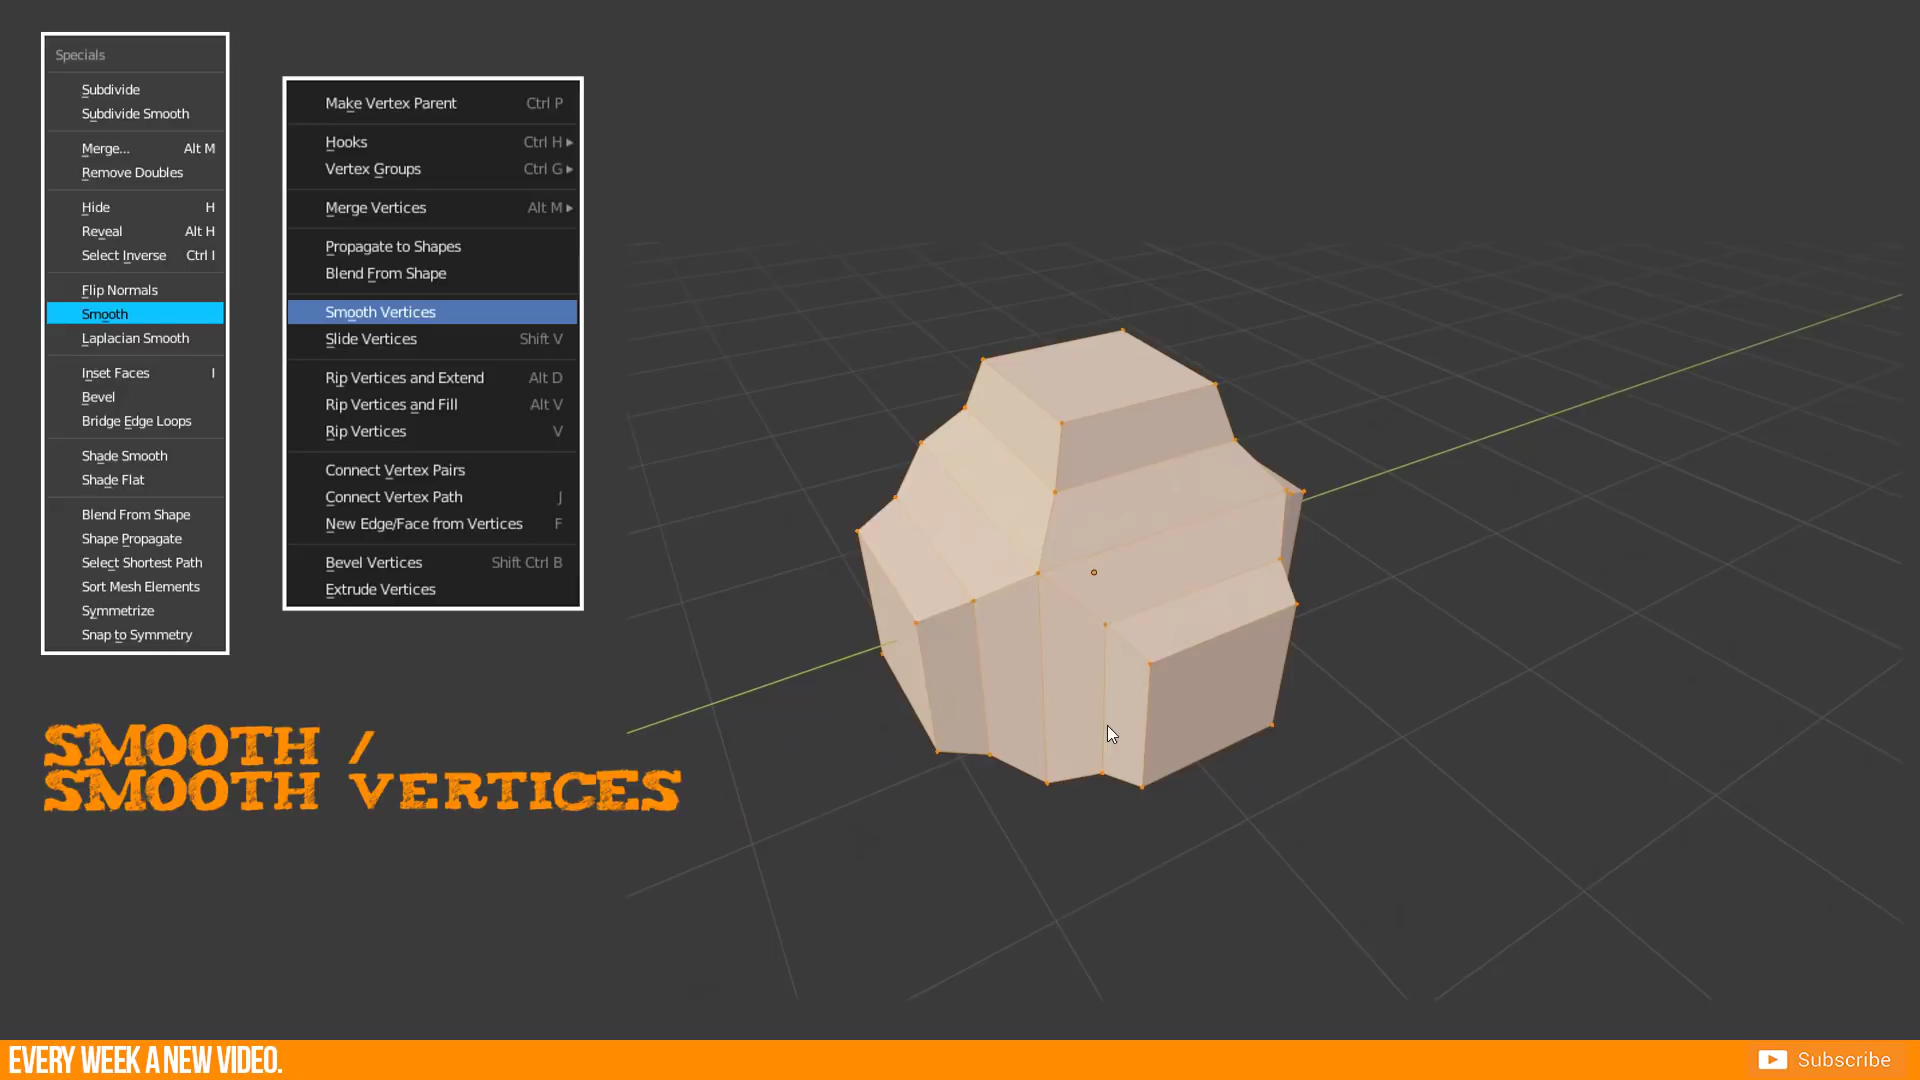 Specials
Subdivide
Subdivide Smooth
Merge... Alt M
Remove Doubles
Hide H
Reveal Alt H
Select Inverse Ctrl I
Flip Normals
Smooth
Laplacian Smooth
Inset Faces I
Bevel
Bridge Edge Loops
Shade Smooth
Shade Flat
Blend From Shape
Shape Propagate
Select Shortest Path
Sort Mesh Elements
Symmetrize
Snap to Symmetry
Make Vertex Parent Ctrl P
Hooks Ctrl H
Vertex Groups Ctrl G
Merge Vertices Alt M
Propagate to Shapes
Blend From Shape
Smooth Vertices
Slide Vertices Shift V
Rip Vertices and Extend Alt D
Rip Vertices and Fill Alt V
Rip Vertices V
Connect Vertex Pairs
Connect Vertex Path J
New Edge/Face from Vertices F
Bevel Vertices Shift Ctrl B
Extrude Vertices
SMOOTH /
SMOOTH VERTICES
EVERY WEEK A NEW VIDEO.
Subscribe